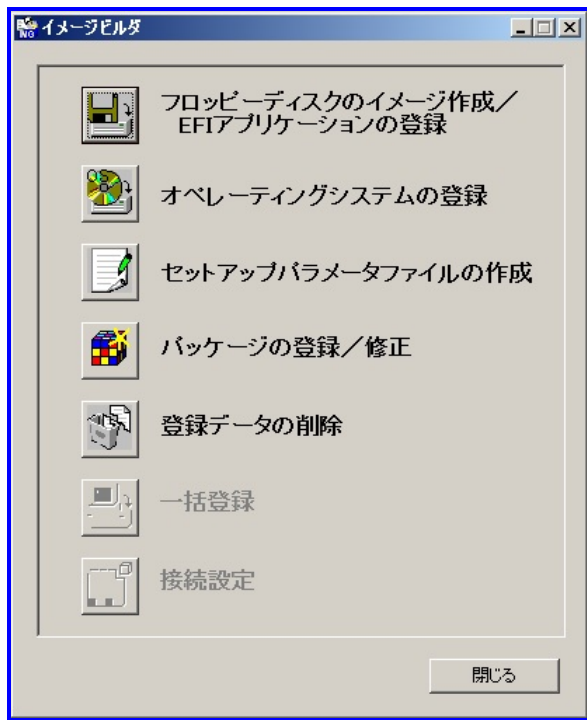 イメージビルダ
フロッピーディスクのイメージ作成／
EFIアプリケーションの登録
オペレーティングシステムの登録
セットアップパラメータファイルの作成
パッケージの登録／修正
登録データの削除
一括登録
接続設定
閉じる